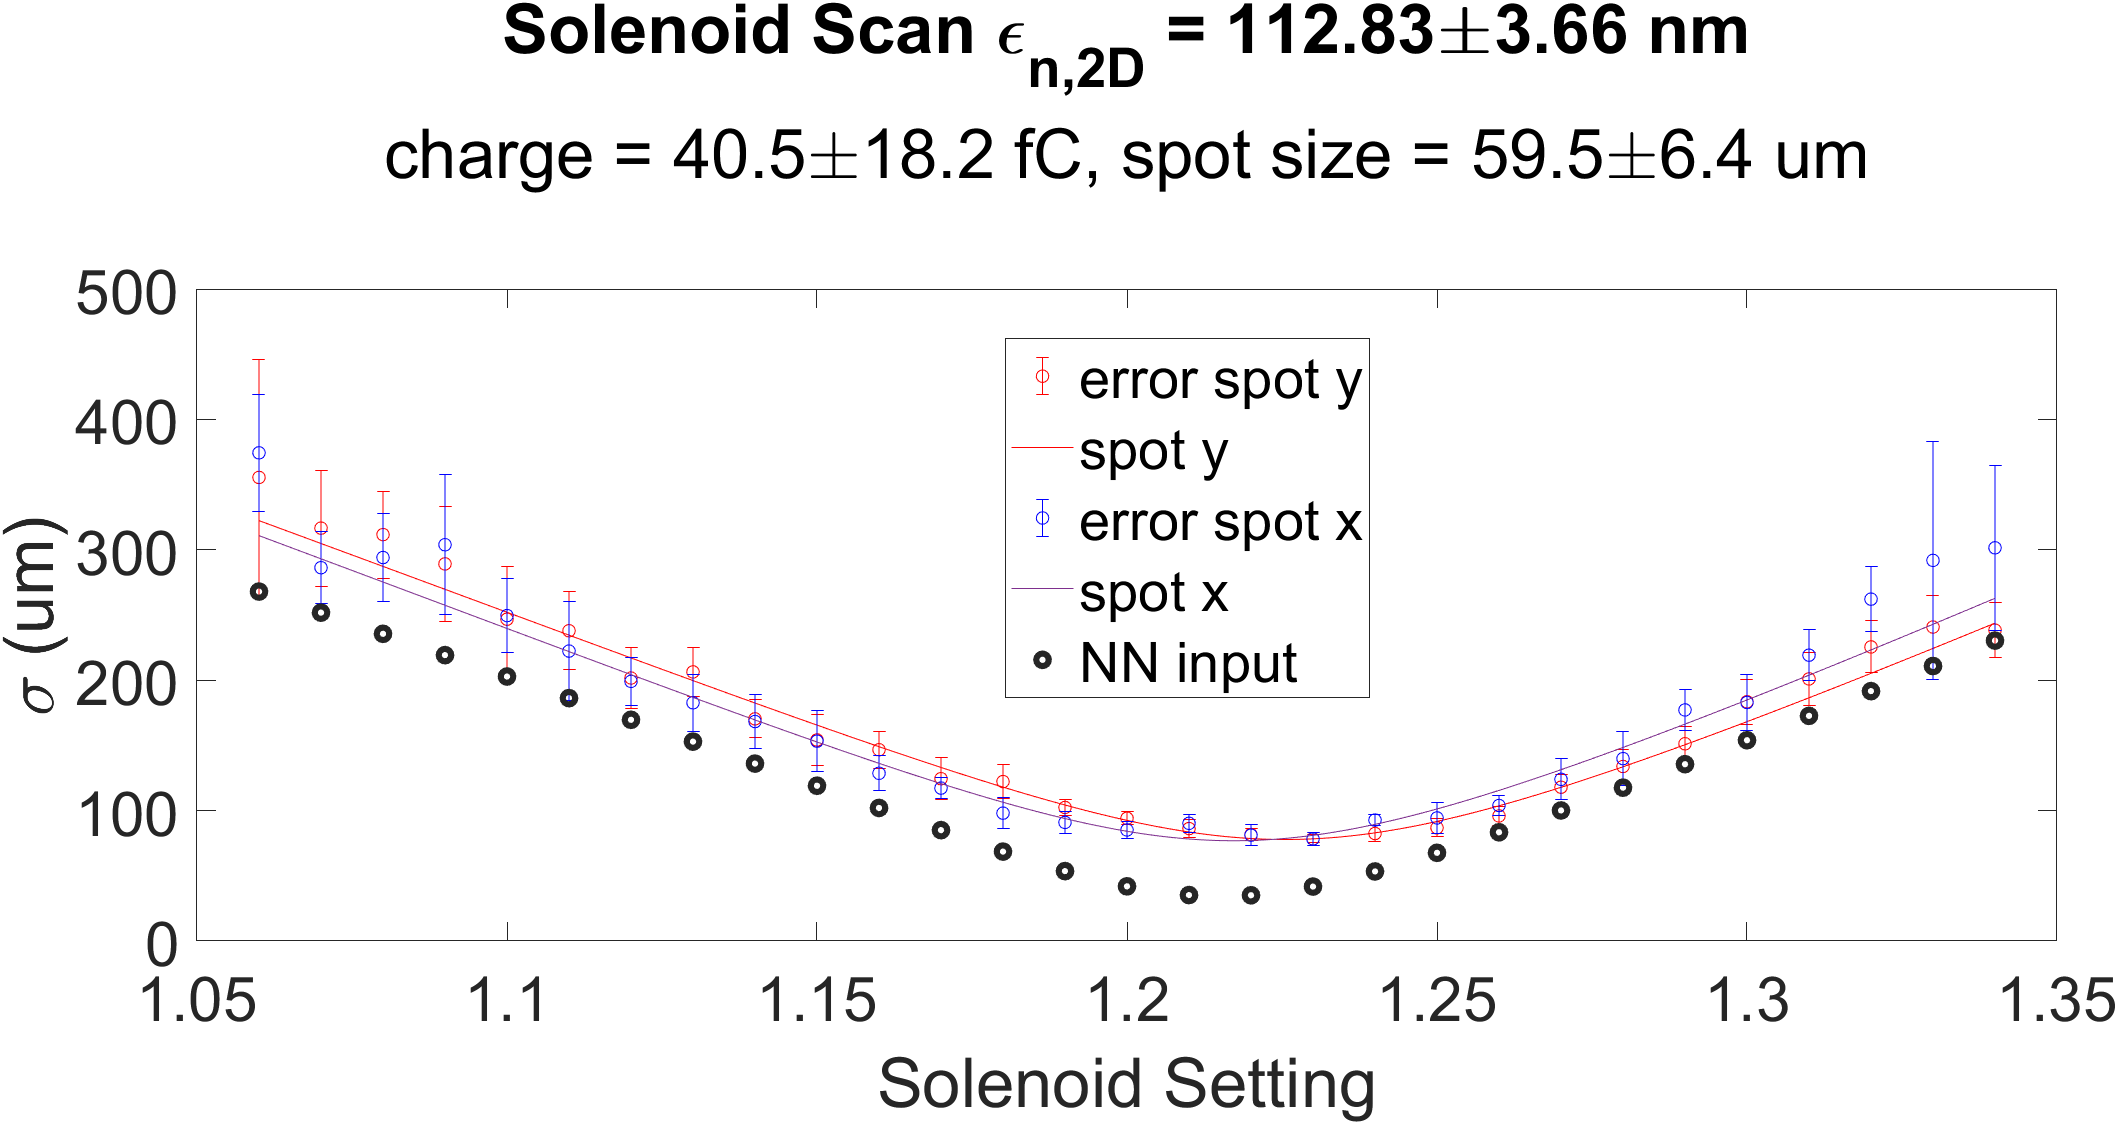 Solenoid Scan ϵn,2D = 112.83±3.66 nm
charge = 40.5±18.2 fC, spot size = 59.5±6.4 um
500
400
300
200
100
0
σ (um)
error spot y
spot y
error spot x
spot x
NN input
1.05 1.1 1.15 1.2 1.25 1.3 1.35
Solenoid Setting